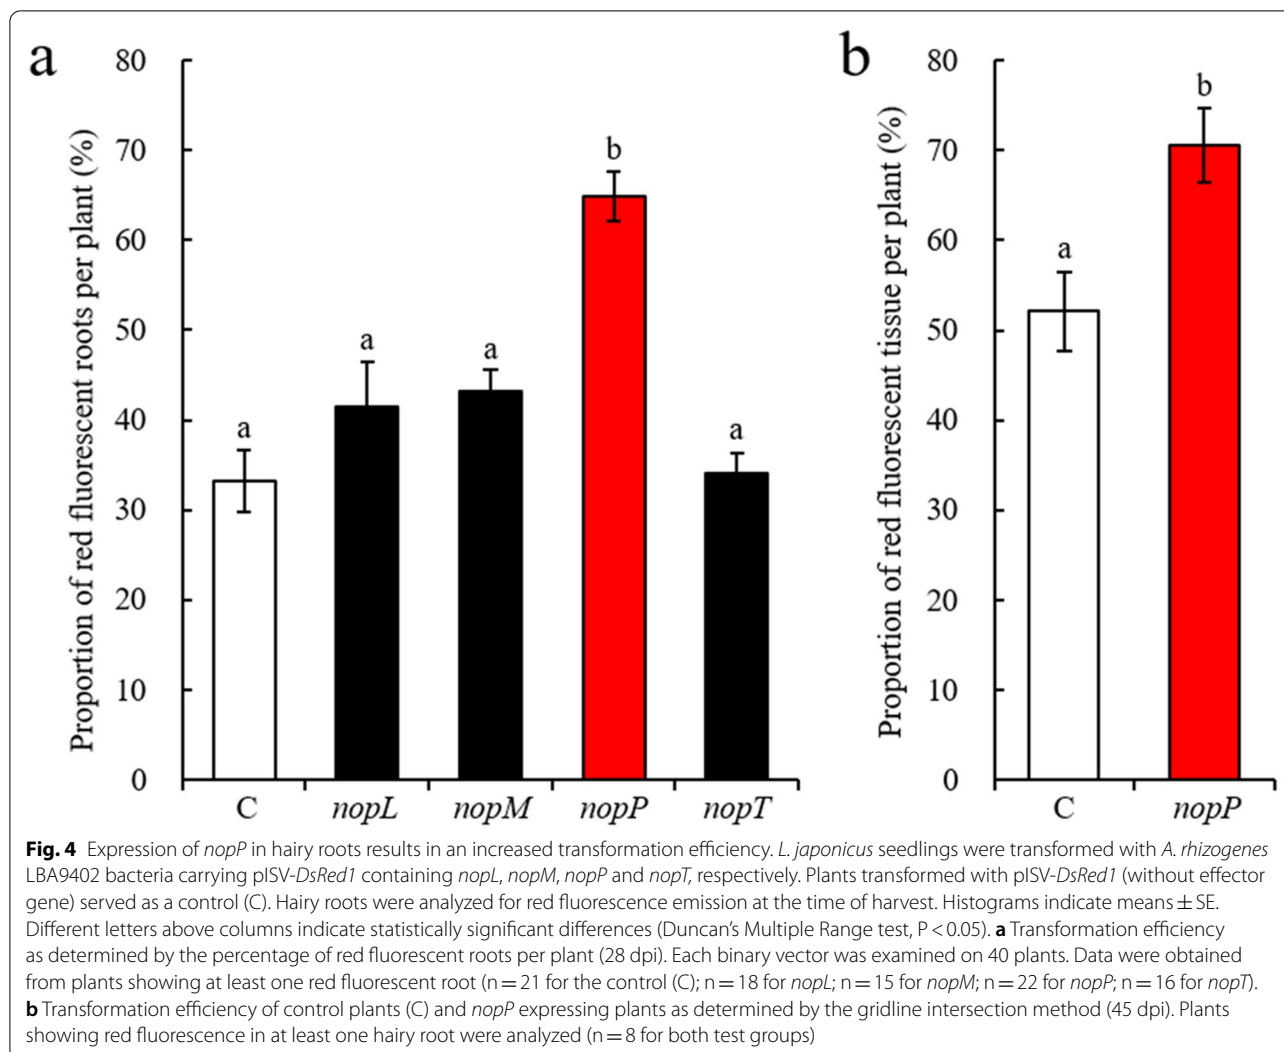 a
Proportion of red fluorescent roots per plant (%)
80
70
60
50
40
30
20
10
0
a
a
a
b
a
C nopL nopM nopP nopT
b
Proportion of red fluorescent tissue per plant (%)
80
70
60
50
40
30
20
10
0
a
b
C nopP
Fig. 4 Expression of nopP in hairy roots results in an increased transformation efficiency. L. japonicus seedlings were transformed with A. rhizogenes
LBA9402 bacteria carrying pISV-DsRed1 containing nopL, nopM, nopP and nopT, respectively. Plants transformed with pISV-DsRed1 (without effector
gene) served as a control (C). Hairy roots were analyzed for red fluorescence emission at the time of harvest. Histograms indicate means ± SE.
Different letters above columns indicate statistically significant differences (Duncan's Multiple Range test, P < 0.05). a Transformation efficiency
as determined by the percentage of red fluorescent roots per plant (28 dpi). Each binary vector was examined on 40 plants. Data were obtained
from plants showing at least one red fluorescent root (n = 21 for the control (C); n = 18 for nopL; n = 15 for nopM; n = 22 for nopP; n = 16 for nopT).
b Transformation efficiency of control plants (C) and nopP expressing plants as determined by the gridline intersection method (45 dpi). Plants
showing red fluorescence in at least one hairy root were analyzed (n = 8 for both test groups)